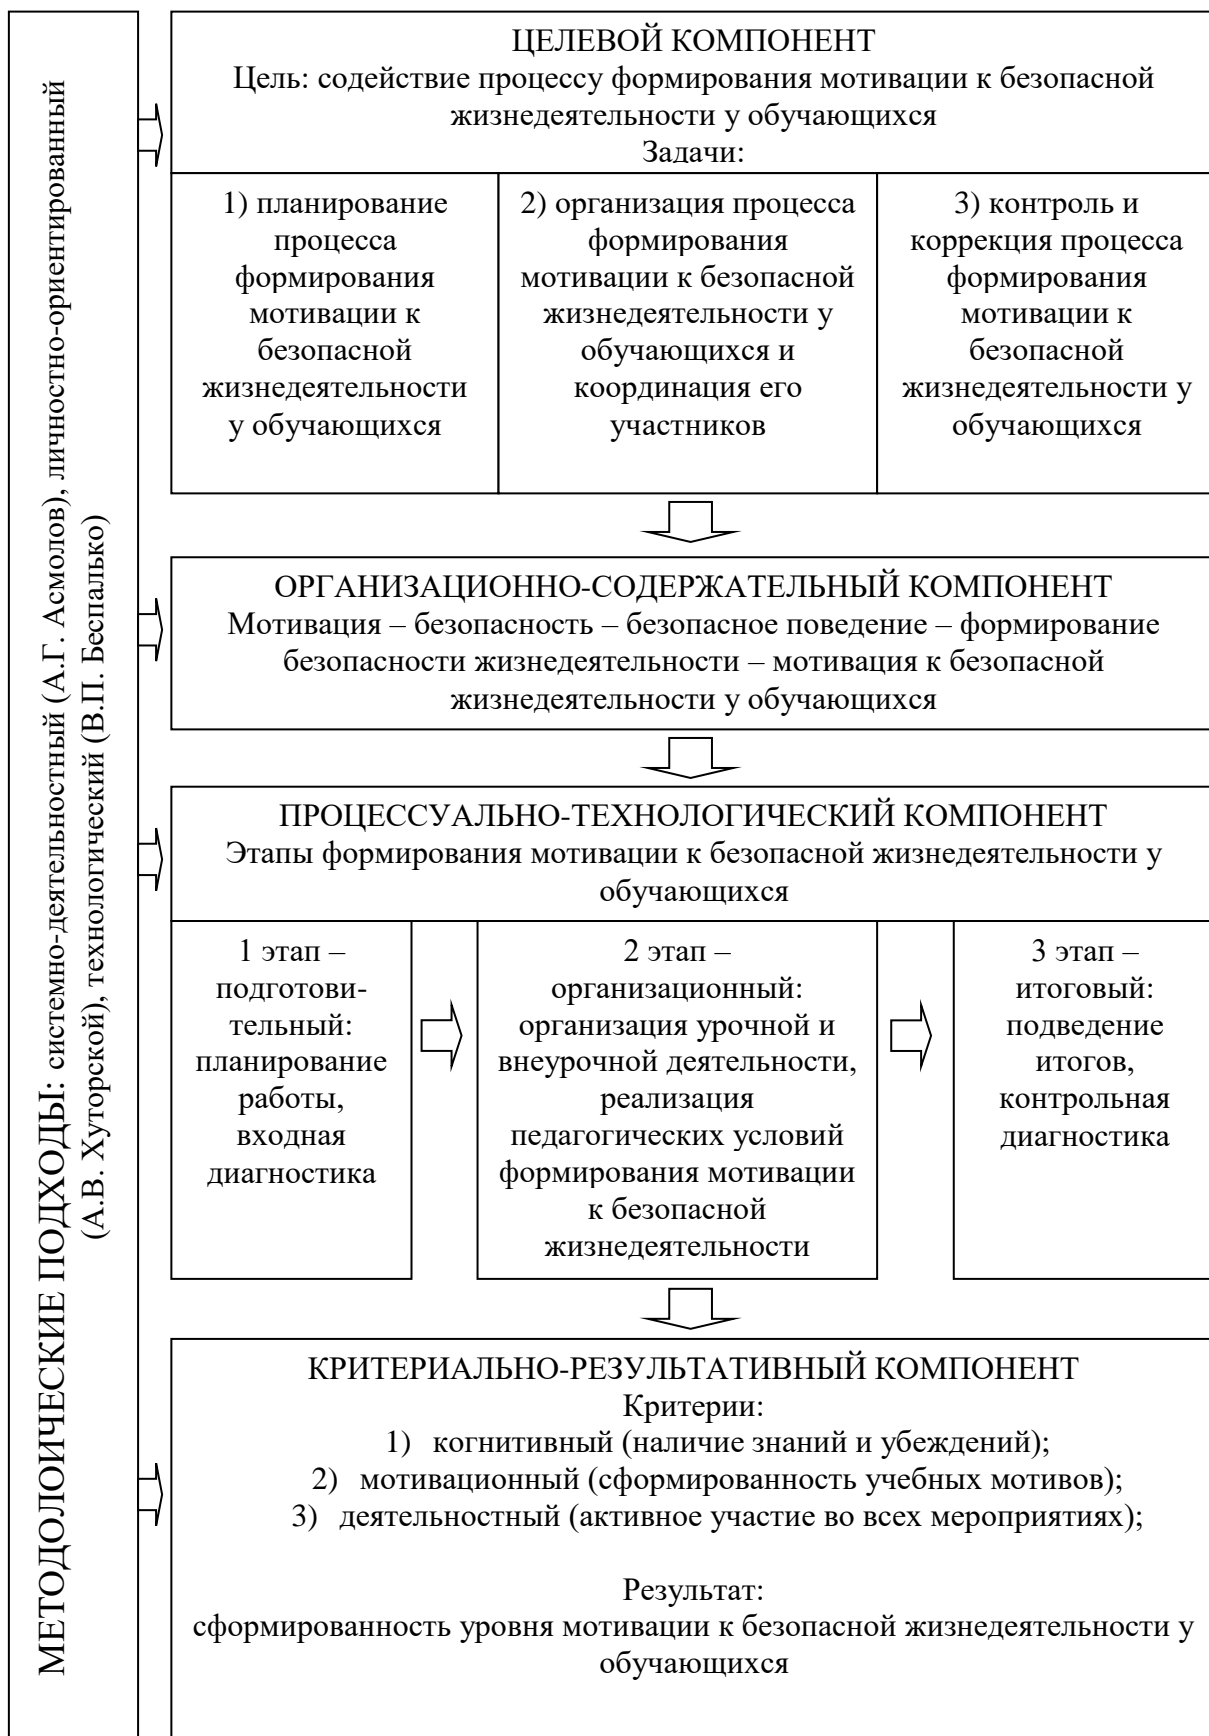 МЕТОДОЛОИЧЕСКИЕ ПОДХОДЫ: системно-деятельностный (А.Г. Асмолов), личностно-ориентированный
(А.В. Хуторской), технологический (В.П. Беспалько)
ЦЕЛЕВОЙ КОМПОНЕНТ
Цель: содействие процессу формирования мотивации к безопасной
жизнедеятельности у обучающихся
Задачи:
1) планирование
процесса
формирования
мотивации к
безопасной
жизнедеятельности
у обучающихся
2) организация процесса
формирования
мотивации к безопасной
жизнедеятельности у
обучающихся и
координация его
участников
3) контроль и
коррекция процесса
формирования
мотивации к
безопасной
жизнедеятельности у
обучающихся
ОРГАНИЗАЦИОННО-СОДЕРЖАТЕЛЬНЫЙ КОМПОНЕНТ
Мотивация – безопасность – безопасное поведение – формирование
безопасности жизнедеятельности – мотивация к безопасной
жизнедеятельности у обучающихся
ПРОЦЕССУАЛЬНО-ТЕХНОЛОГИЧЕСКИЙ КОМПОНЕНТ
Этапы формирования мотивации к безопасной жизнедеятельности у
обучающихся
1 этап –
подготови-
тельный:
планирование
работы,
входная
диагностика
2 этап –
организационный:
организация урочной и
внеурочной деятельности,
реализация
педагогических условий
формирования мотивации
к безопасной
жизнедеятельности
3 этап –
итоговый:
подведение
итогов,
контрольная
диагностика
КРИТЕРИАЛЬНО-РЕЗУЛЬТАТИВНЫЙ КОМПОНЕНТ
Критерии:
1) когнитивный (наличие знаний и убеждений);
2) мотивационный (сформированность учебных мотивов);
3) деятельностный (активное участие во всех мероприятиях);
Результат:
сформированность уровня мотивации к безопасной жизнедеятельности у
обучающихся